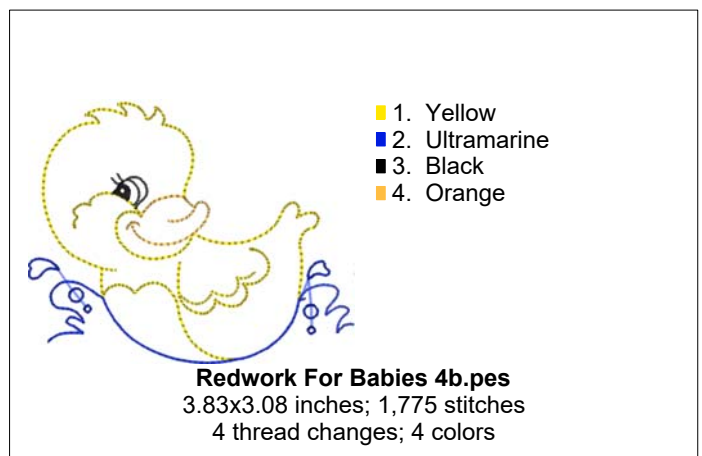 1. Yellow
2. Ultramarine
3. Black
4. Orange
Redwork For Babies 4b.pes
3.83x3.08 inches; 1,775 stitches
4 thread changes; 4 colors